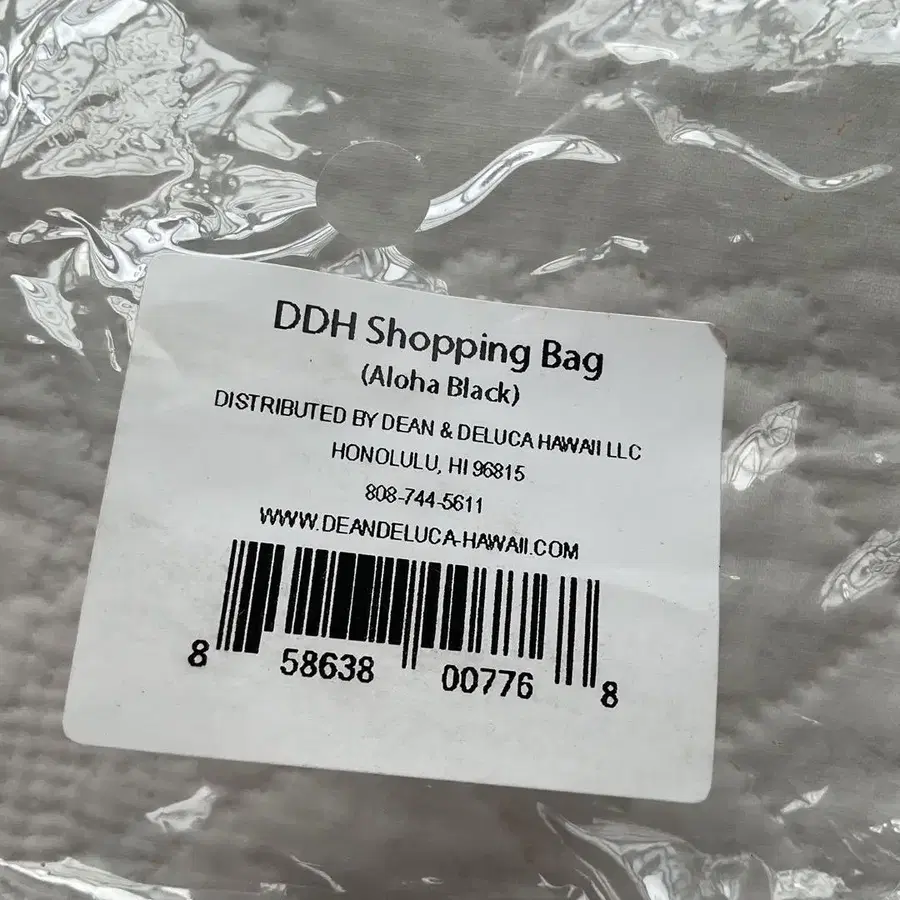 DDH Shopping Bag
(Aloha Black)
DISTRIBUTED BY DEAN & DELUCA HAWAII LLC
HONOLULU, HI 96815
808-744-5611
WWW.DEANDELUCA-HAWAII.COM
8 58638 00776 8